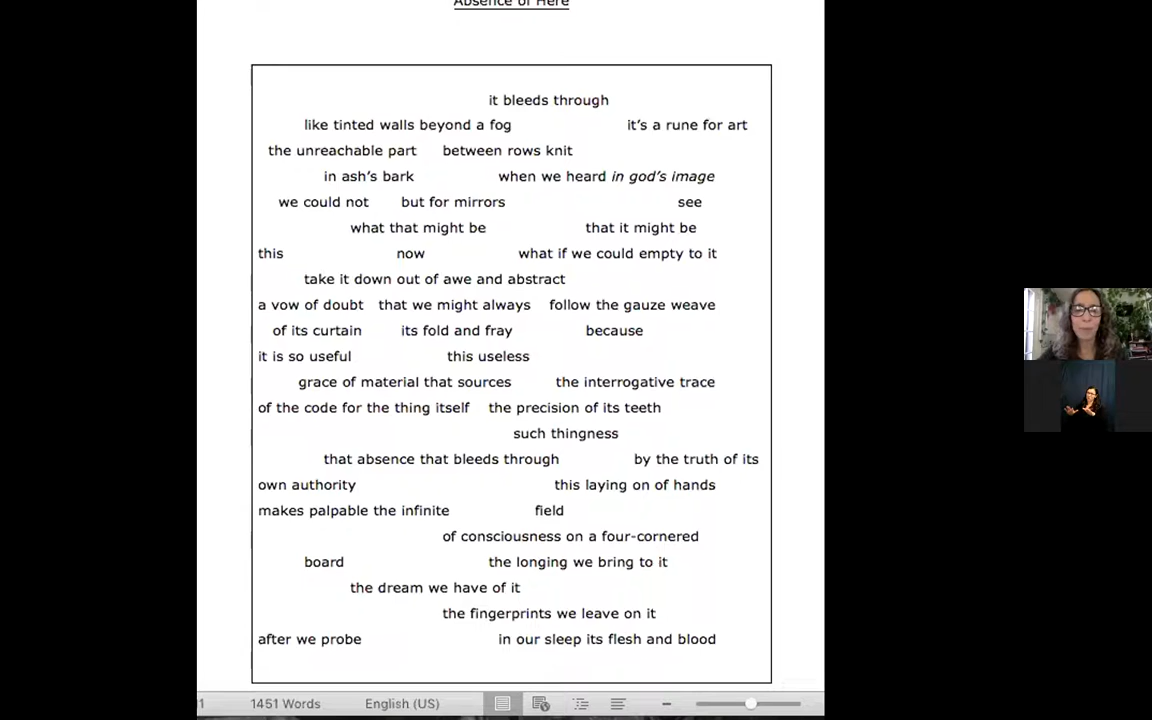 Absence of Here
it bleeds through
like tinted walls beyond a fog it's a rune for art
the unreachable part between rows knit
in ash's bark when we heard in god's image
we could not but for mirrors see
what that might be that it might be
this now what if we could empty to it
take it down out of awe and abstract
a vow of doubt that we might always follow the gauze weave
of its curtain its fold and fray because
it is so useful this useless
grace of material that sources the interrogative trace
of the code for the thing itself the precision of its teeth
such thingness
that absence that bleeds through by the truth of its
own authority this laying on of hands
makes palpable the infinite field
of consciousness on a four-cornered
board the longing we bring to it
the dream we have of it
the fingerprints we leave on it
after we probe in our sleep its flesh and blood
1451 Words English (US)